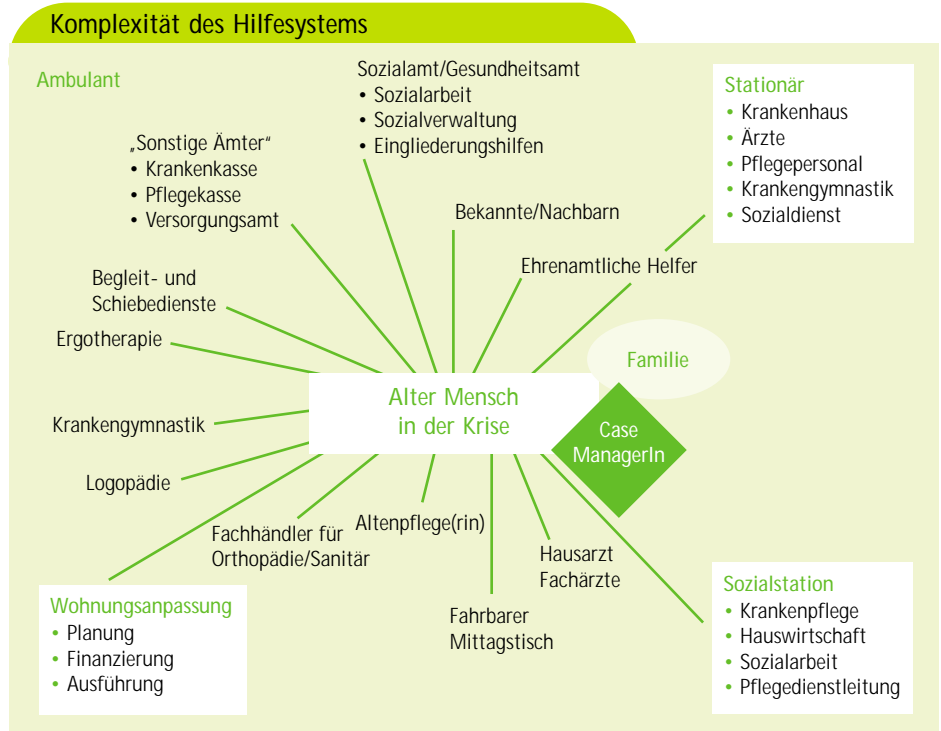 Komplexität des Hilfesystems
Ambulant
Sozialamt/Gesundheitsamt
• Sozialarbeit
• Sozialverwaltung
• Eingliederungshilfen
Stationär
• Krankenhaus
• Ärzte
• Pflegepersonal
• Krankengymnastik
• Sozialdienst
„Sonstige Ämter“
• Krankenkasse
• Pflegekasse
• Versorgungsamt
Bekannte/Nachbarn
Ehrenamtliche Helfer
Begleit- und
Schiebedienste
Ergotherapie
Familie
Alter Mensch
in der Krise
Case
ManagerIn
Krankengymnastik
Logopädie
Fachhändler für
Orthopädie/Sanitär
Altenpflege(rin)
Hausarzt
Fachärzte
Fahrbarer
Mittagstisch
Wohnungsanpassung
• Planung
• Finanzierung
• Ausführung
Sozialstation
• Krankenpflege
• Hauswirtschaft
• Sozialarbeit
• Pflegedienstleitung